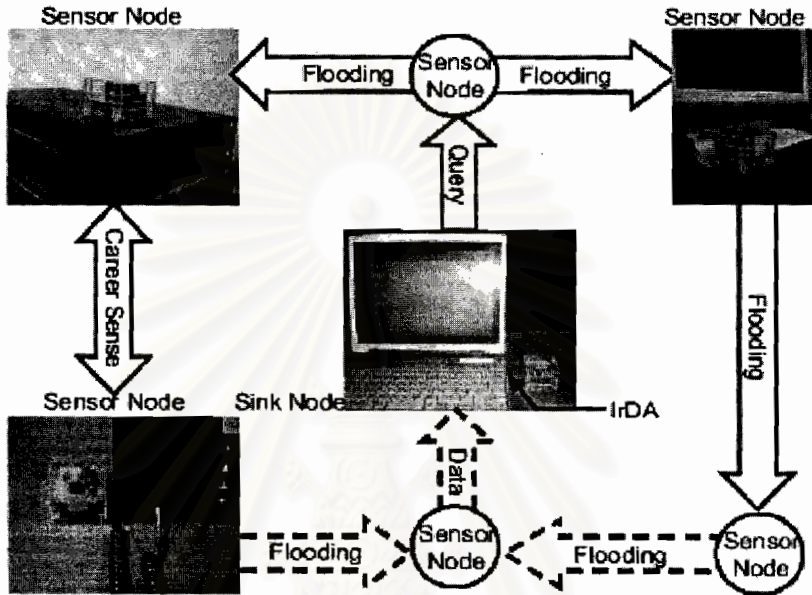 Sensor Node
Sensor Node
Flooding
Sensor
Node
Flooding
Query
Career Sense
Flooding
Sensor Node
Sink Node
IrDA
Data
Flooding
Sensor
Node
Flooding
Sensor
Node